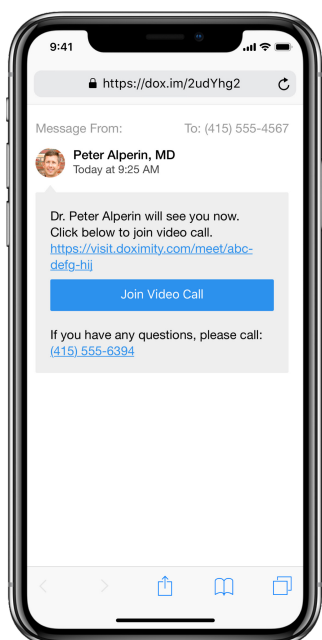 9:41
https://dox.im/2udYhg2
Message From: To: (415) 555-4567
Peter Alperin, MD
Today at 9:25 AM
Dr. Peter Alperin will see you now.
Click below to join video call.
https://visit.doximity.com/meet/abc-
defg-hij
Join Video Call
If you have any questions, please call:
(415) 555-6394